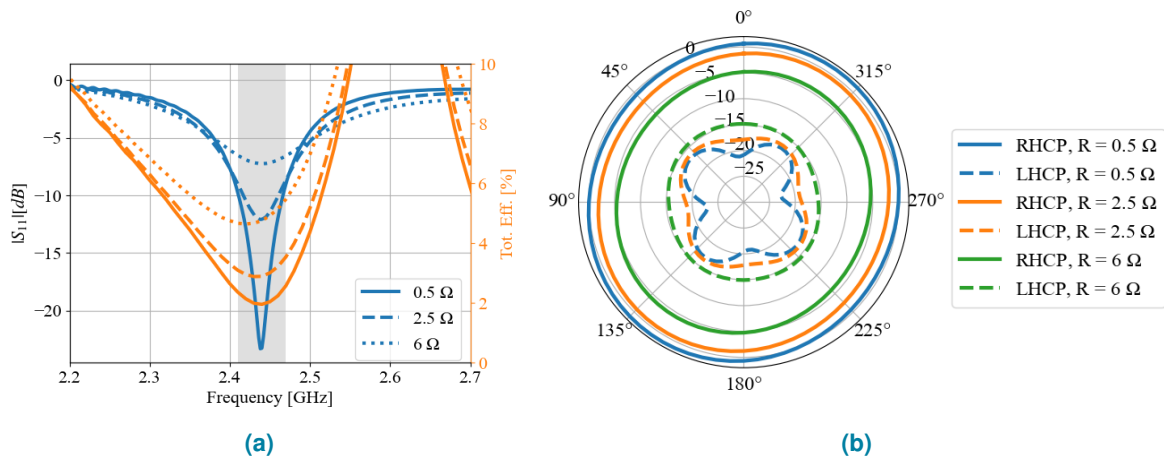 0
−5
−10
−15
−20
|S11|[dB]
2.2
2.3
2.4
2.5
2.6
2.7
Frequency [GHz]
10
8
6
4
2
0
Tot. Eff. [%]
0.5 Ω
2.5 Ω
6 Ω
(a)
0°
315°
270°
225°
180°
135°
90°
45°
0
−5
−10
−15
−20
−25
RHCP, R = 0.5 Ω
LHCP, R = 0.5 Ω
RHCP, R = 2.5 Ω
LHCP, R = 2.5 Ω
RHCP, R = 6 Ω
LHCP, R = 6 Ω
(b)